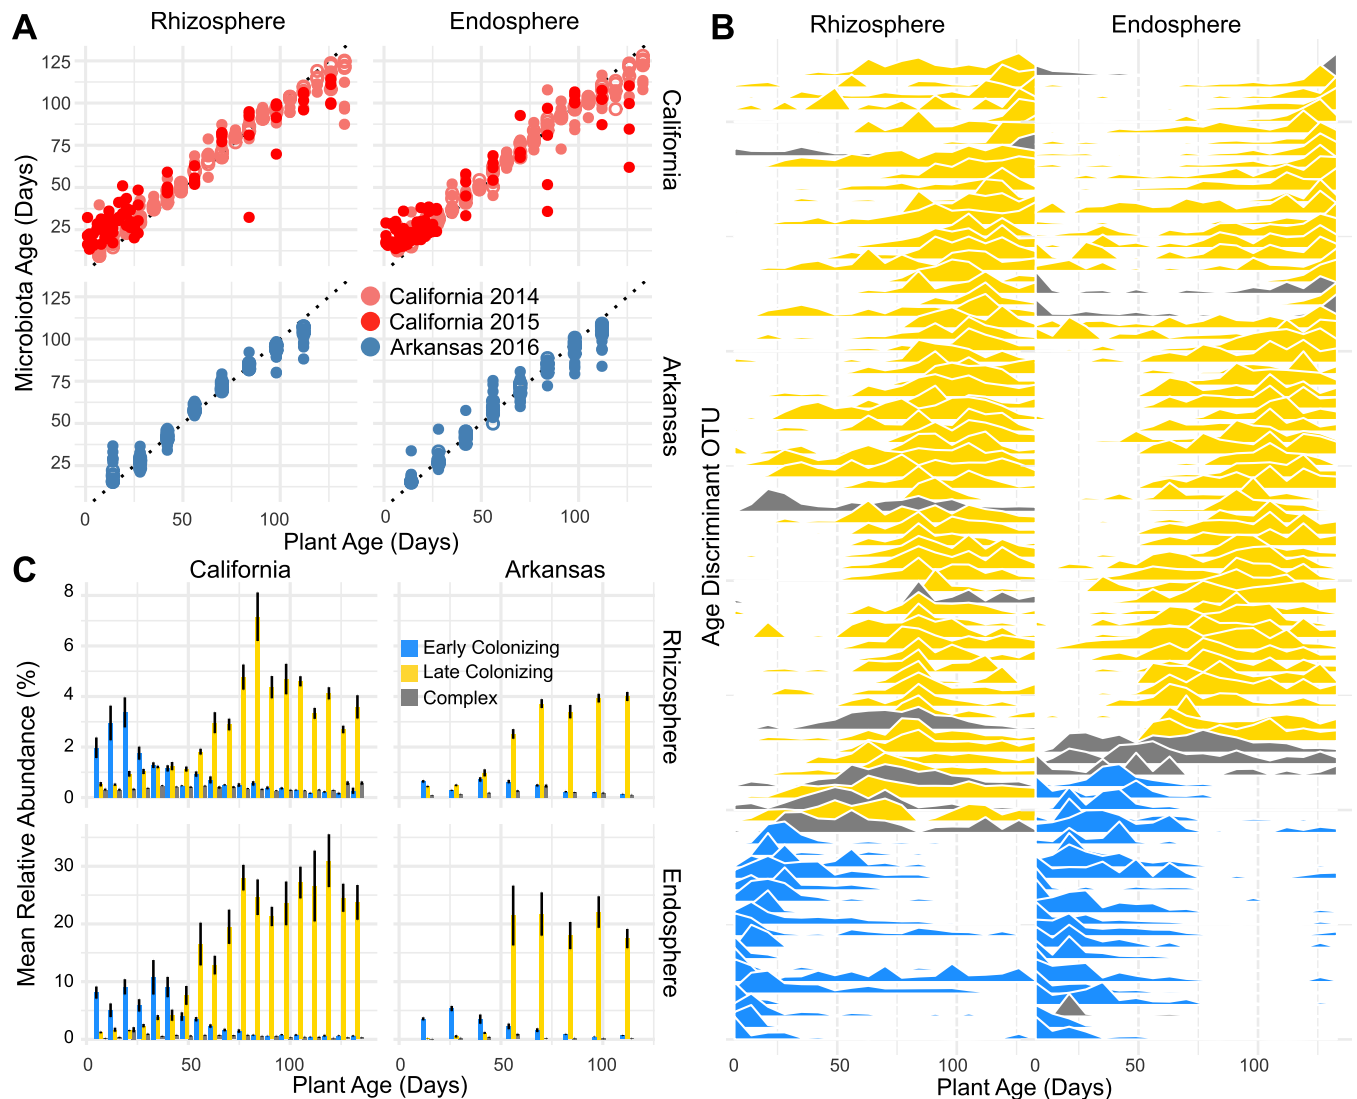 A
Rhizosphere
Endosphere
Microbiota Age (Days)
125
100
75
50
25
California
125
100
75
50
25
California 2014
California 2015
Arkansas 2016
Arkansas
0
50
100
0
50
100
Plant Age (Days)
B
Rhizosphere
Endosphere
Age Discriminant OTU
0
50
100
0
50
100
Plant Age (Days)
C
California
Arkansas
Mean Relative Abundance (%)
8
6
4
2
0
Early Colonizing
Late Colonizing
Complex
Rhizosphere
30
20
10
0
Endosphere
0
50
100
0
50
100
Plant Age (Days)